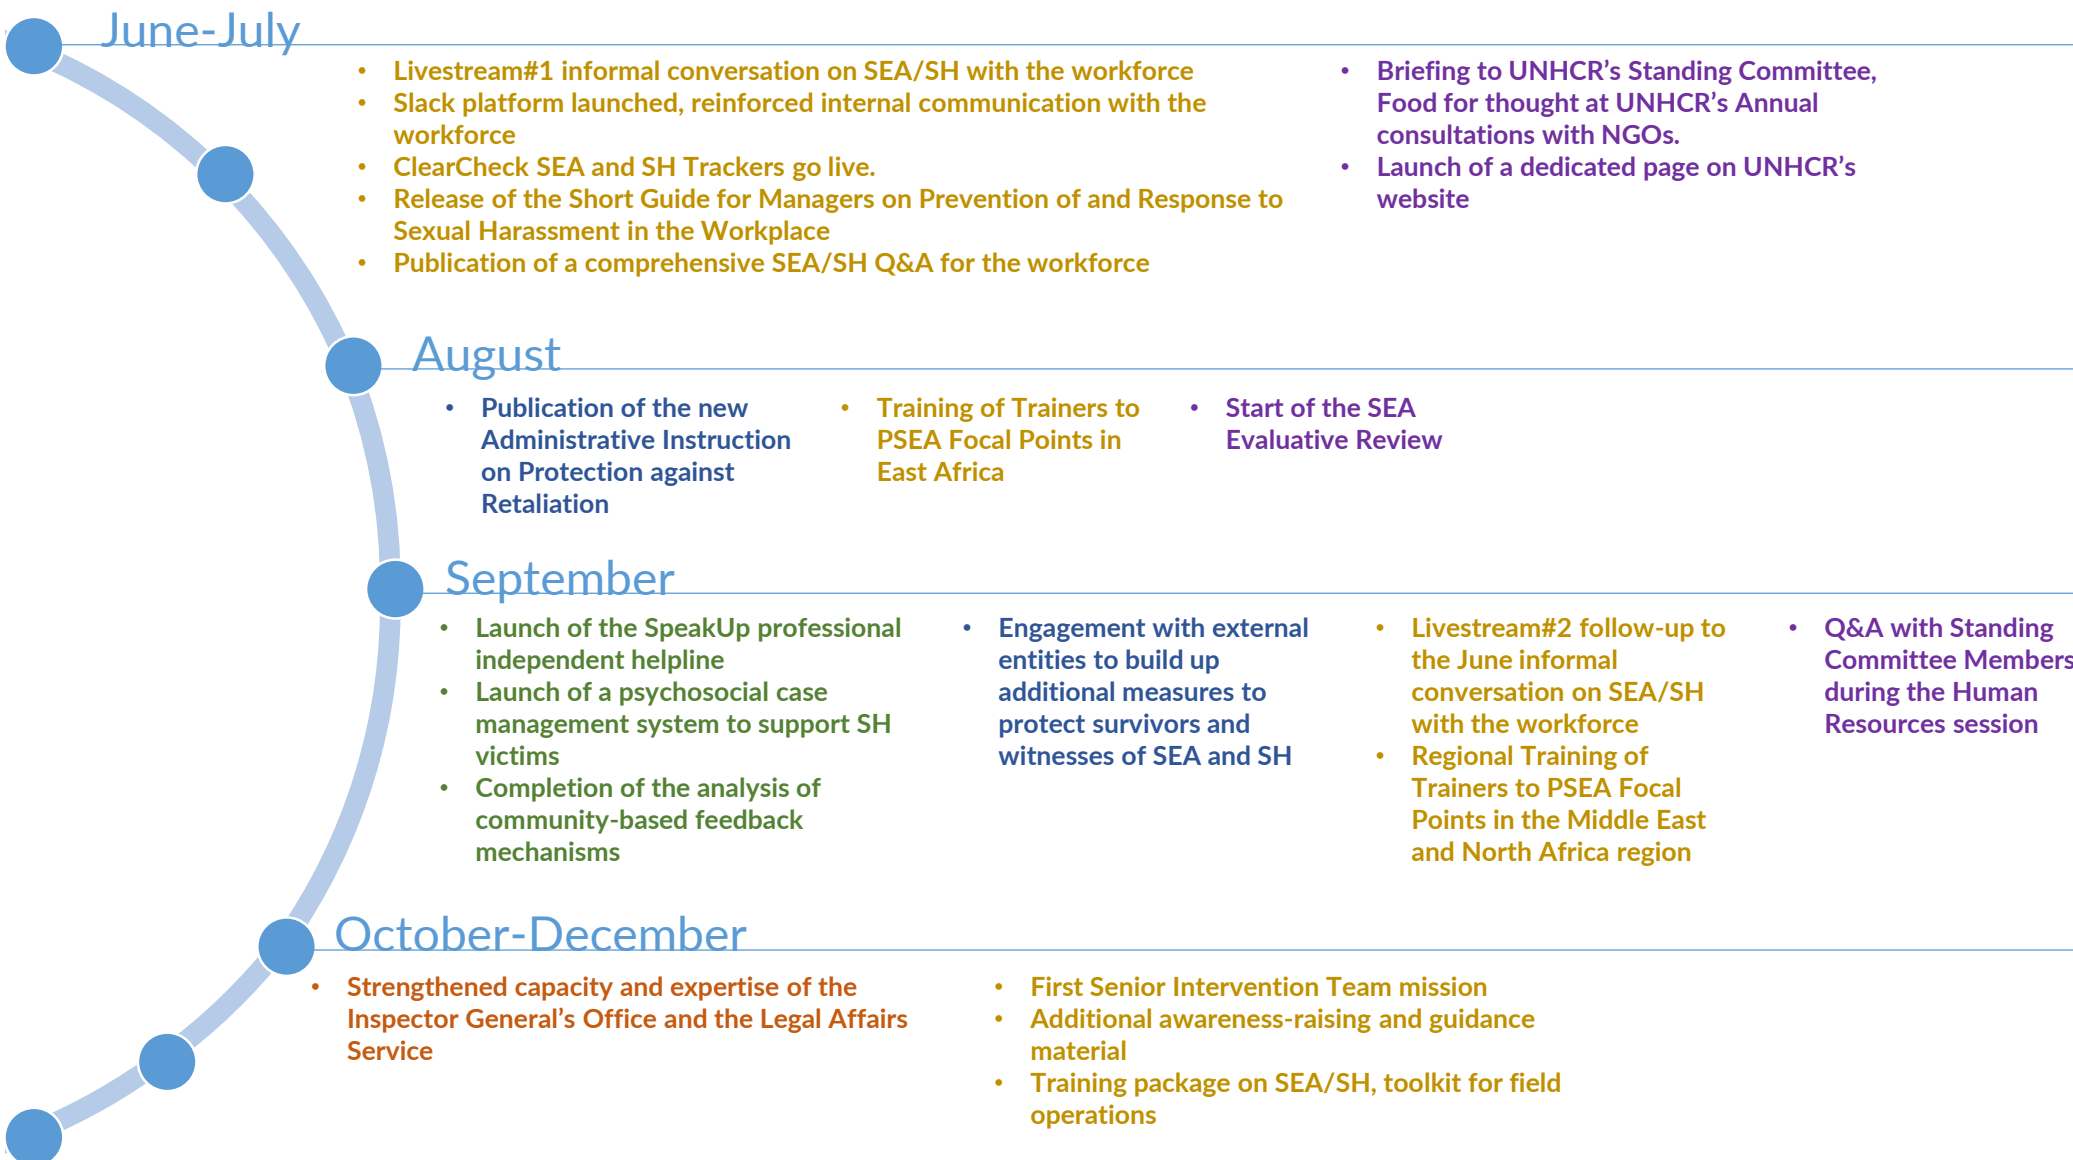 June-July
• Livestream#1 informal conversation on SEA/SH with the workforce
• Slack platform launched, reinforced internal communication with the
workforce
• ClearCheck SEA and SH Trackers go live.
• Release of the Short Guide for Managers on Prevention of and Response to
Sexual Harassment in the Workplace
• Publication of a comprehensive SEA/SH Q&A for the workforce
• Briefing to UNHCR’s Standing Committee,
Food for thought at UNHCR’s Annual
consultations with NGOs.
• Launch of a dedicated page on UNHCR’s
website
August
• Publication of the new
Administrative Instruction
on Protection against
Retaliation
• Training of Trainers to
PSEA Focal Points in
East Africa
• Start of the SEA
Evaluative Review
September
• Launch of the SpeakUp professional
independent helpline
• Launch of a psychosocial case
management system to support SH
victims
• Completion of the analysis of
community-based feedback
mechanisms
• Engagement with external
entities to build up
additional measures to
protect survivors and
witnesses of SEA and SH
• Livestream#2 follow-up to
the June informal
conversation on SEA/SH
with the workforce
• Regional Training of
Trainers to PSEA Focal
Points in the Middle East
and North Africa region
• Q&A with Standing
Committee Members
during the Human
Resources session
October-December
• Strengthened capacity and expertise of the
Inspector General’s Office and the Legal Affairs
Service
• First Senior Intervention Team mission
• Additional awareness-raising and guidance
material
• Training package on SEA/SH, toolkit for field
operations